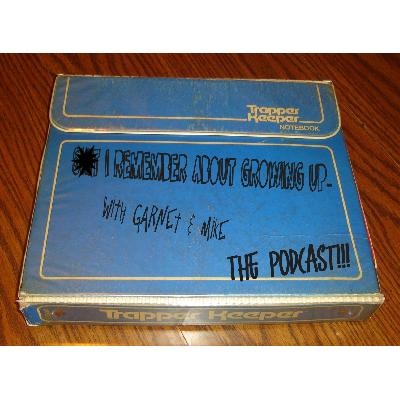 Trapper
Keeper
NOTEBOOK
I REMEMBER ABOUT GROWING UP...
WITH GARNET & MIKE
THE PODCAST!!!
Trapper Keeper